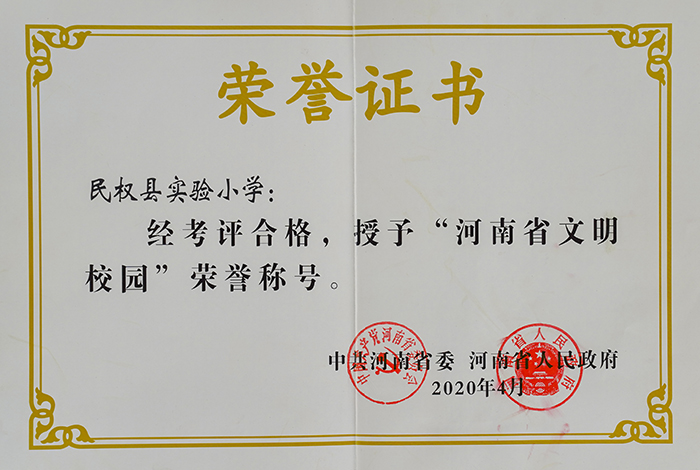 荣誉证书
民权县实验小学：
经考评合格，授予“河南省文明
校园”荣誉称号。
中共河南省委 河南省人民政府
2020年4月